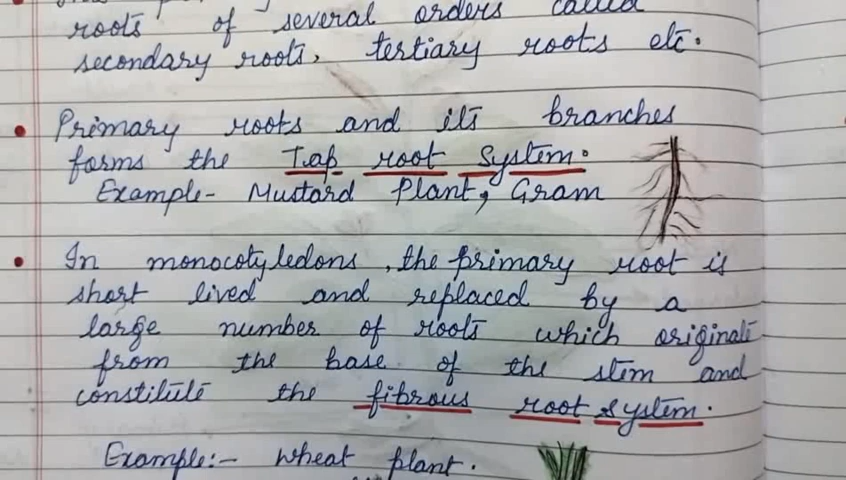 roots of several orders called
secondary roots, tertiary roots etc.
Primary roots and its branches
forms the Tap root System.
Example- Mustard Plant, Gram
In monocotyledons, the primary root is
short lived and replaced by a
large number of roots which originate
from the base of the stem and
constitute the fibrous root system.
Example:- wheat plant.